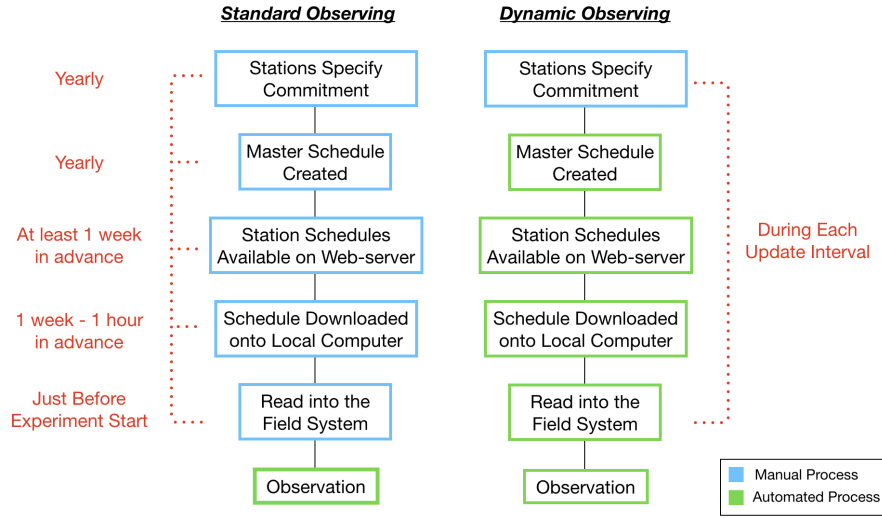 Standard Observing
Dynamic Observing
Yearly
Stations Specify
Commitment
Stations Specify
Commitment
Yearly
Master Schedule
Created
Master Schedule
Created
At least 1 week
in advance
Station Schedules
Available on Web-server
Station Schedules
Available on Web-server
During Each
Update Interval
1 week - 1 hour
in advance
Schedule Downloaded
onto Local Computer
Schedule Downloaded
onto Local Computer
Just Before
Experiment Start
Read into the
Field System
Read into the
Field System
Observation
Observation
Manual Process
Automated Process